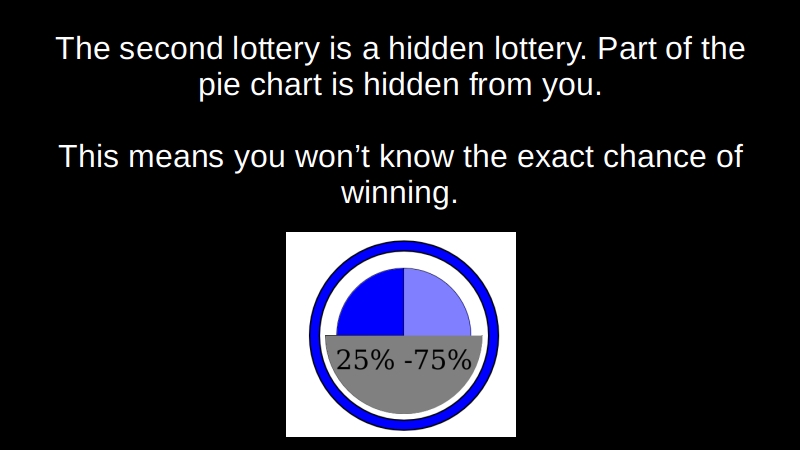 The second lottery is a hidden lottery. Part of the
pie chart is hidden from you.
This means you won’t know the exact chance of
winning.
25% -75%